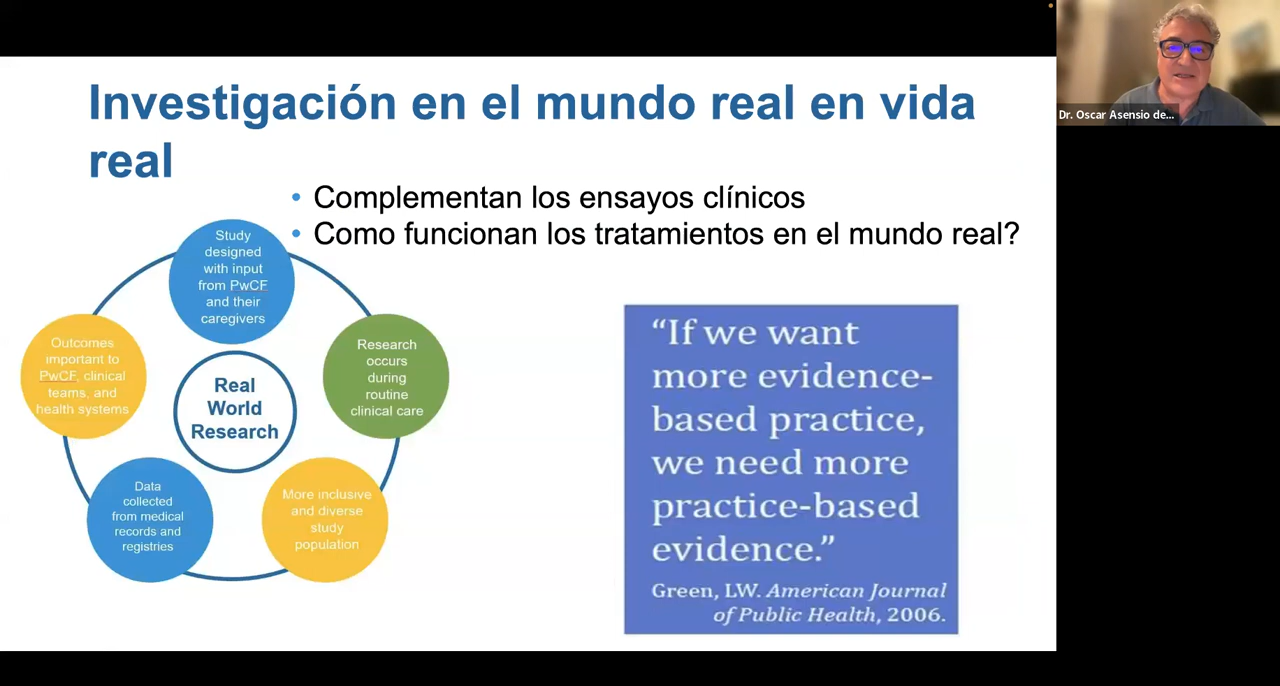 Investigación en el mundo real en vida
real
• Complementan los ensayos clínicos
• Como funcionan los tratamientos en el mundo real?
Study
designed
with input
from PwCF
and their
caregivers
Research
occurs
during
routine
clinical care
More inclusive
and diverse
study
population
Data
collected
from medical
records and
registries
Outcomes
important to
PwCF, clinical
teams, and
health systems
Real
World
Research
“If we want
more evidence-
based practice,
we need more
practice-based
evidence.”
Green, LW. American Journal
of Public Health, 2006.
Dr. Oscar Asensio de...